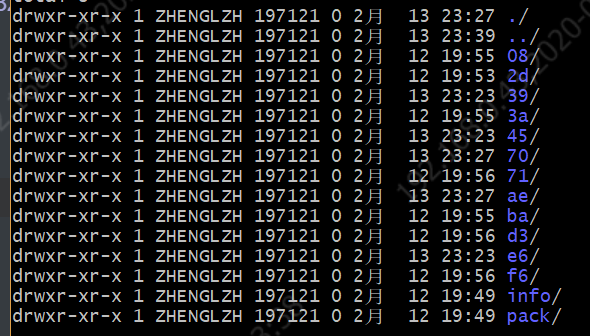 drwxr-xr-x 1 ZHENGLZH 197121 0 2月 13 23:27 ./
drwxr-xr-x 1 ZHENGLZH 197121 0 2月 13 23:39 ../
drwxr-xr-x 1 ZHENGLZH 197121 0 2月 12 19:55 08/
drwxr-xr-x 1 ZHENGLZH 197121 0 2月 12 19:53 2d/
drwxr-xr-x 1 ZHENGLZH 197121 0 2月 13 23:23 39/
drwxr-xr-x 1 ZHENGLZH 197121 0 2月 12 19:55 3a/
drwxr-xr-x 1 ZHENGLZH 197121 0 2月 13 23:23 45/
drwxr-xr-x 1 ZHENGLZH 197121 0 2月 13 23:27 70/
drwxr-xr-x 1 ZHENGLZH 197121 0 2月 12 19:56 71/
drwxr-xr-x 1 ZHENGLZH 197121 0 2月 13 23:27 ae/
drwxr-xr-x 1 ZHENGLZH 197121 0 2月 12 19:55 ba/
drwxr-xr-x 1 ZHENGLZH 197121 0 2月 12 19:56 d3/
drwxr-xr-x 1 ZHENGLZH 197121 0 2月 13 23:23 e6/
drwxr-xr-x 1 ZHENGLZH 197121 0 2月 12 19:56 f6/
drwxr-xr-x 1 ZHENGLZH 197121 0 2月 12 19:49 info/
drwxr-xr-x 1 ZHENGLZH 197121 0 2月 12 19:49 pack/